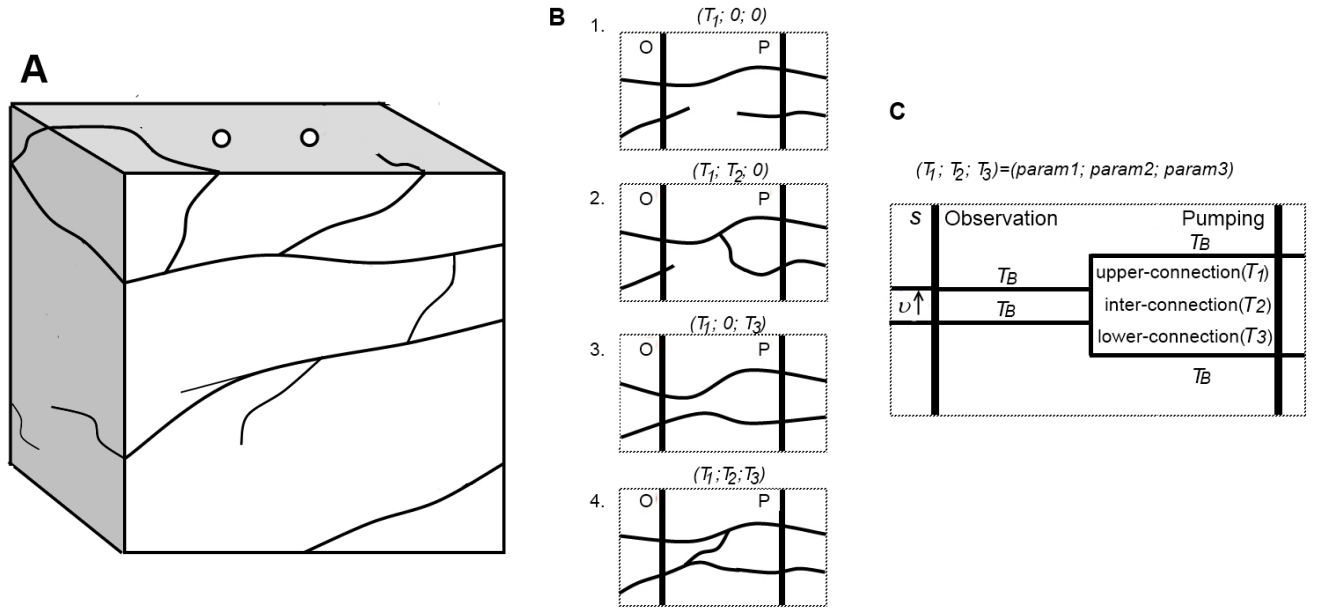 A
B
1.
(T1; 0; 0)
O P
2.
(T1; T2; 0)
O P
3.
(T1; 0; T3)
O P
4.
(T1;T2;T3)
O P
C
(T1; T2; T3)=(param1; param2; param3)
s Observation Pumping
TB
TB upper-connection(T1)
υ TB inter-connection(T2)
lower-connection(T3)
TB